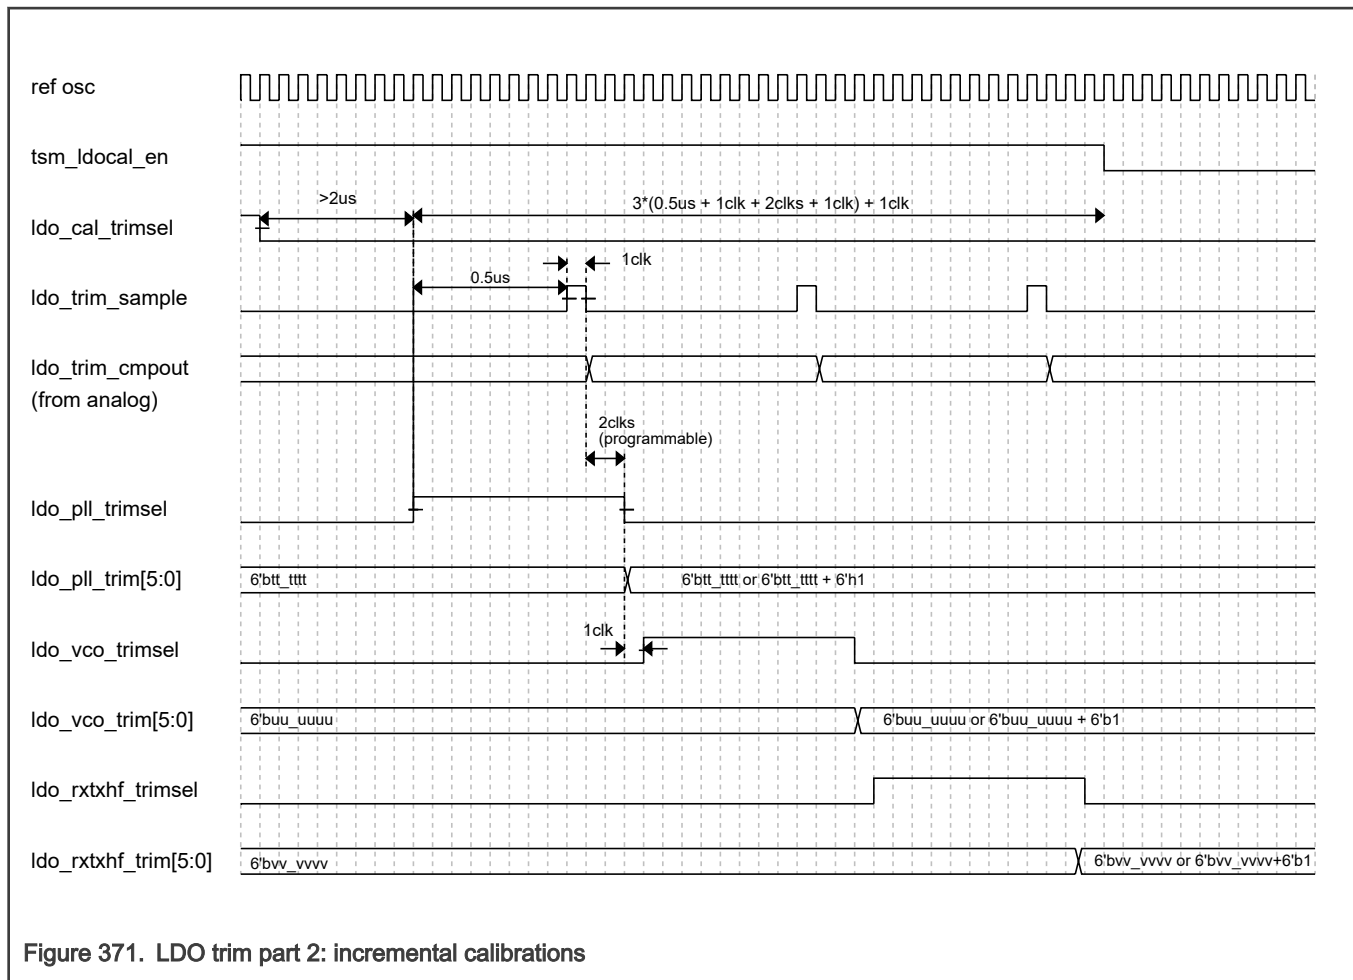 ref osc
tsm_ldocal_en
>2us
3*(0.5us + 1clk + 2clks + 1clk) + 1clk
ldo_cal_trimsel
1clk
0.5us
ldo_trim_sample
ldo_trim_cmpout
(from analog)
2clks
(programmable)
ldo_pll_trimsel
ldo_pll_trim[5:0]
6'btt_tttt
6'btt_tttt or 6'btt_tttt + 6'h1
1clk
ldo_vco_trimsel
ldo_vco_trim[5:0]
6'buu_uuuu
6'buu_uuuu or 6'buu_uuuu + 6'b1
ldo_rxtxhf_trimsel
ldo_rxtxhf_trim[5:0]
6'bvv_vvvv
6'bvv_vvvv or 6'bvv_vvvv+6'b1
Figure 371. LDO trim part 2: incremental calibrations